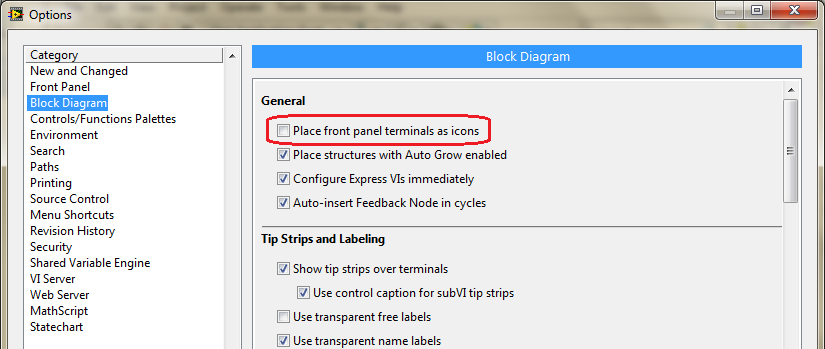 Options
Category
New and Changed
Front Panel
Block Diagram
Controls/Functions Palettes
Environment
Search
Paths
Printing
Source Control
Menu Shortcuts
Revision History
Security
Shared Variable Engine
VI Server
Web Server
MathScript
Statechart
Block Diagram
General
Place front panel terminals as icons
Place structures with Auto Grow enabled
Configure Express VIs immediately
Auto-insert Feedback Node in cycles
Tip Strips and Labeling
Show tip strips over terminals
Use control caption for subVI tip strips
Use transparent free labels
Use transparent name labels